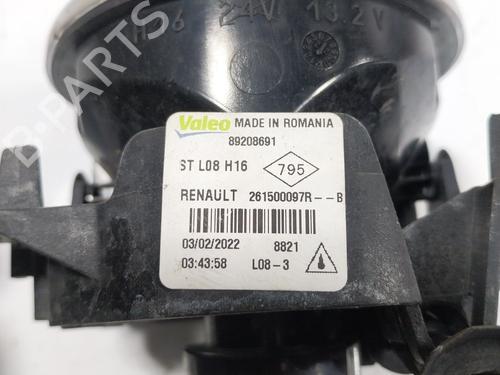 H16 24V 13.2V
Valeo MADE IN ROMANIA
89208691
ST L08 H16 795
RENAULT 261500097R--B
03/02/2022 8821
03:43:58 L08-3